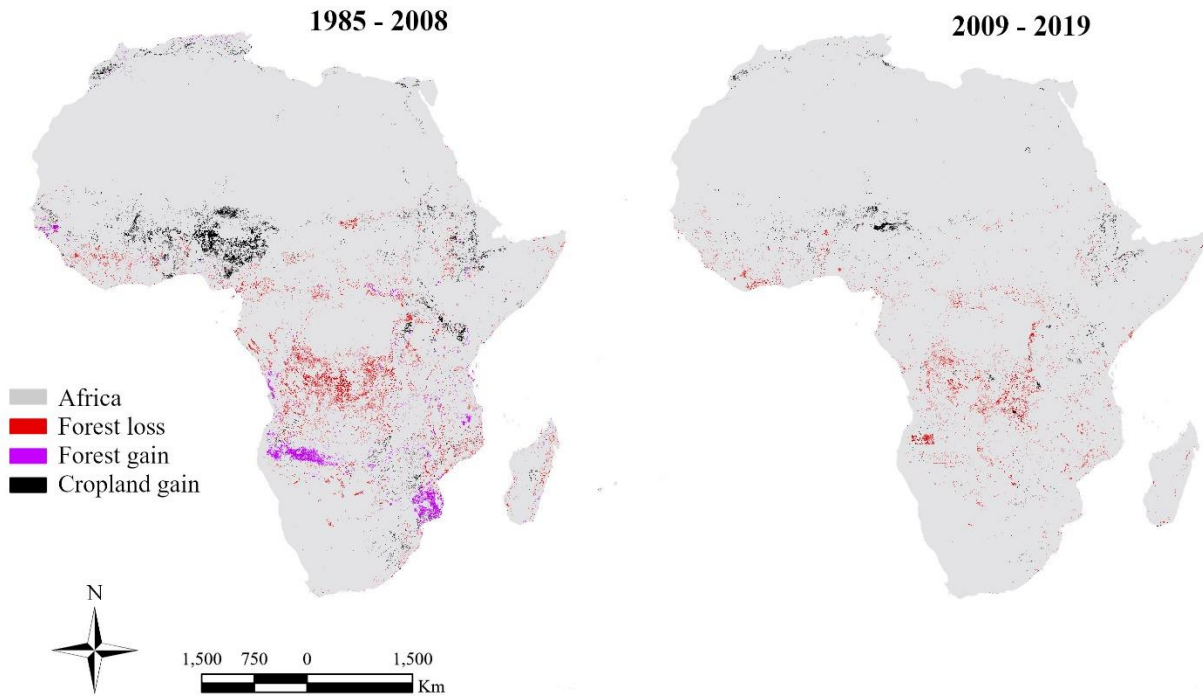 1985 - 2008
2009 - 2019
Africa
Forest loss
Forest gain
Cropland gain
N
1,500 750 0 1,500
Km